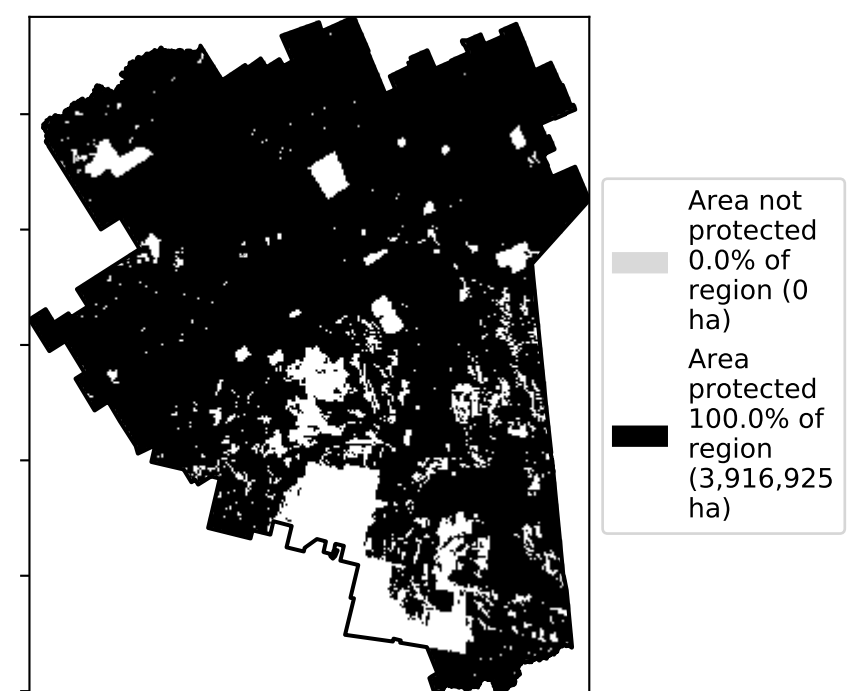 Area not
protected
0.0% of
region (0
ha)
Area
protected
100.0% of
region
(3,916,925
ha)